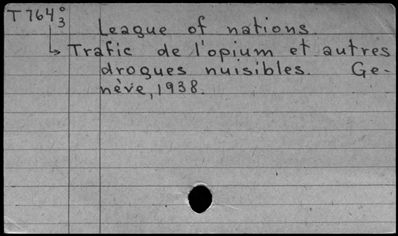 T764°3
League of nations.
Trafic de l'opium et autres
drogues nuisibles. Ge-
nève, 1938.